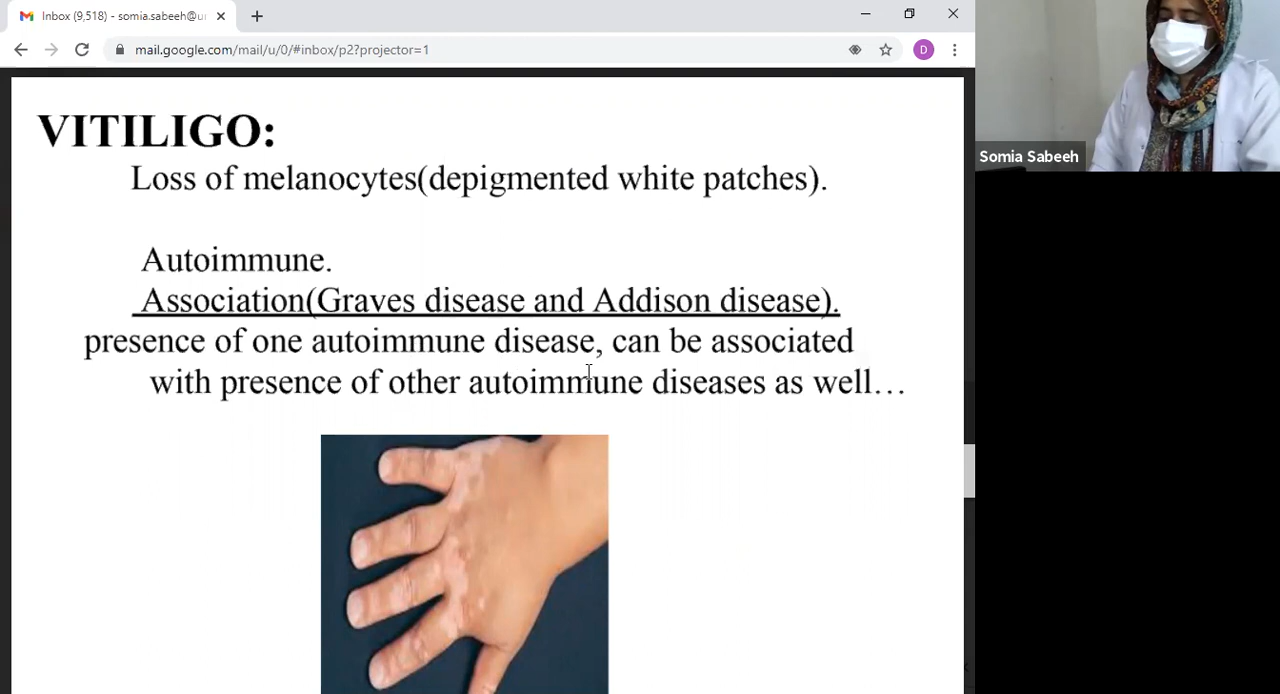 Inbox (9,518) - somia.sabeeh@u
mail.google.com/mail/u/0/#inbox/p2?projector=1
D
VITILIGO:
Loss of melanocytes(depigmented white patches).
Autoimmune.
Association(Graves disease and Addison disease).
presence of one autoimmune disease, can be associated
with presence of other autoimmune diseases as well…
Somia Sabeeh